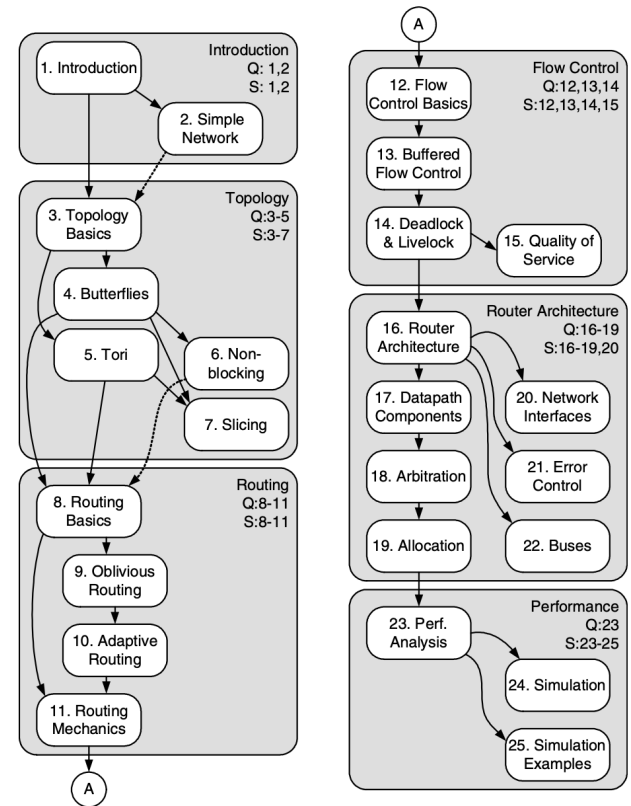 Introduction
Q: 1,2
S: 1,2
1. Introduction
2. Simple
Network
Topology
Q:3-5
S:3-7
3. Topology
Basics
4. Butterflies
5. Tori
6. Non-
blocking
7. Slicing
Routing
Q:8-11
S:8-11
8. Routing
Basics
9. Oblivious
Routing
10. Adaptive
Routing
11. Routing
Mechanics
A
A
Flow Control
Q:12,13,14
S:12,13,14,15
12. Flow
Control Basics
13. Buffered
Flow Control
14. Deadlock
& Livelock
15. Quality of
Service
Router Architecture
Q:16-19
S:16-19,20
16. Router
Architecture
17. Datapath
Components
18. Arbitration
19. Allocation
20. Network
Interfaces
21. Error
Control
22. Buses
Performance
Q:23
S:23-25
23. Perf.
Analysis
24. Simulation
25. Simulation
Examples